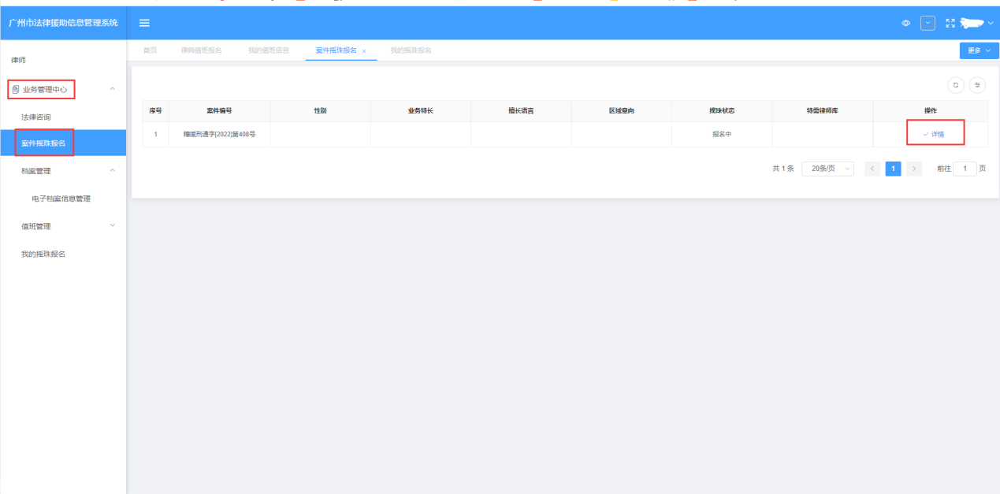 广州市法律援助信息管理系统
首页 律师值班报名 我的值班信息 案件摇珠报名 × 我的摇珠报名 更多
律师
业务管理中心
法律咨询
案件摇珠报名
档案管理
电子档案信息管理
值班管理
我的摇珠报名
序号 案件编号 性别 业务特长 擅长语言 区域意向 摇珠状态 特需律师库 操作
1 穗援刑通字[2022]第408号 报名中 详情
共 1 条 20条/页 < 1 > 前往 1 页